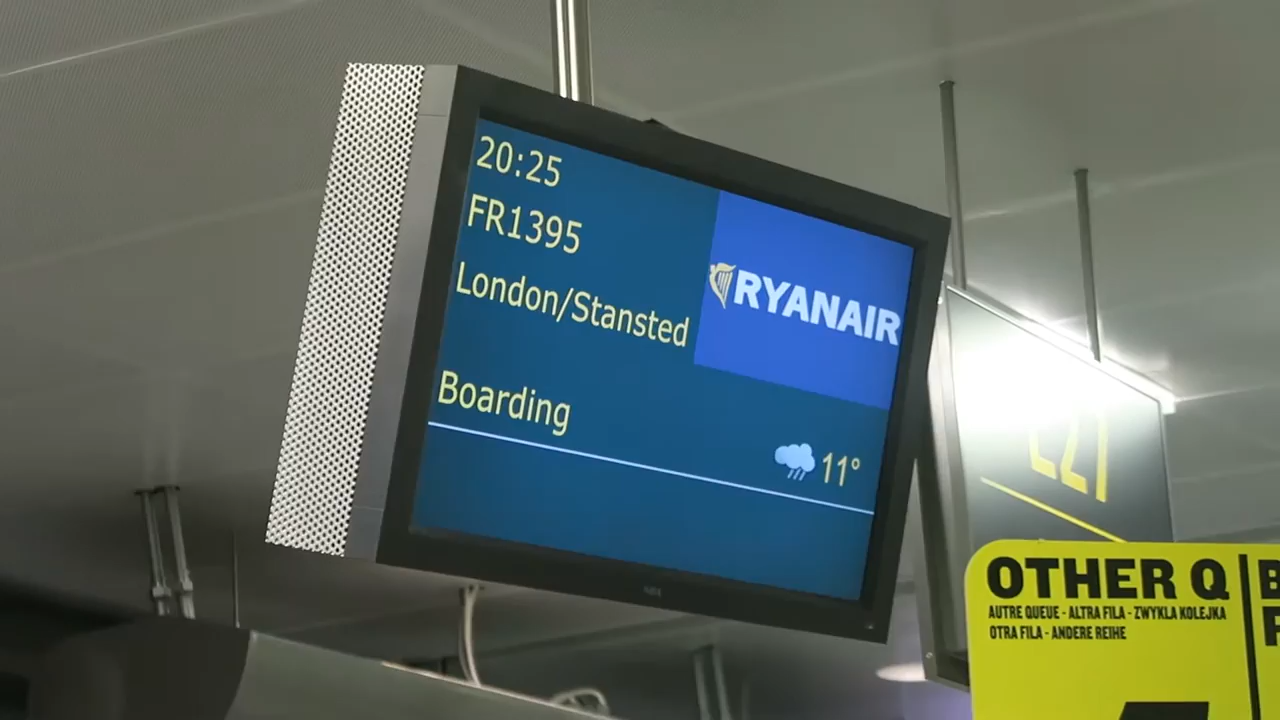 20:25
FR1395
London/Stansted
RYANAIR
Boarding
11°
OTHER Q
AUTRE QUEUE - ALTRA FILA - ZWYKLA KOLEJKA
OTRA FILA - ANDERE REIHE